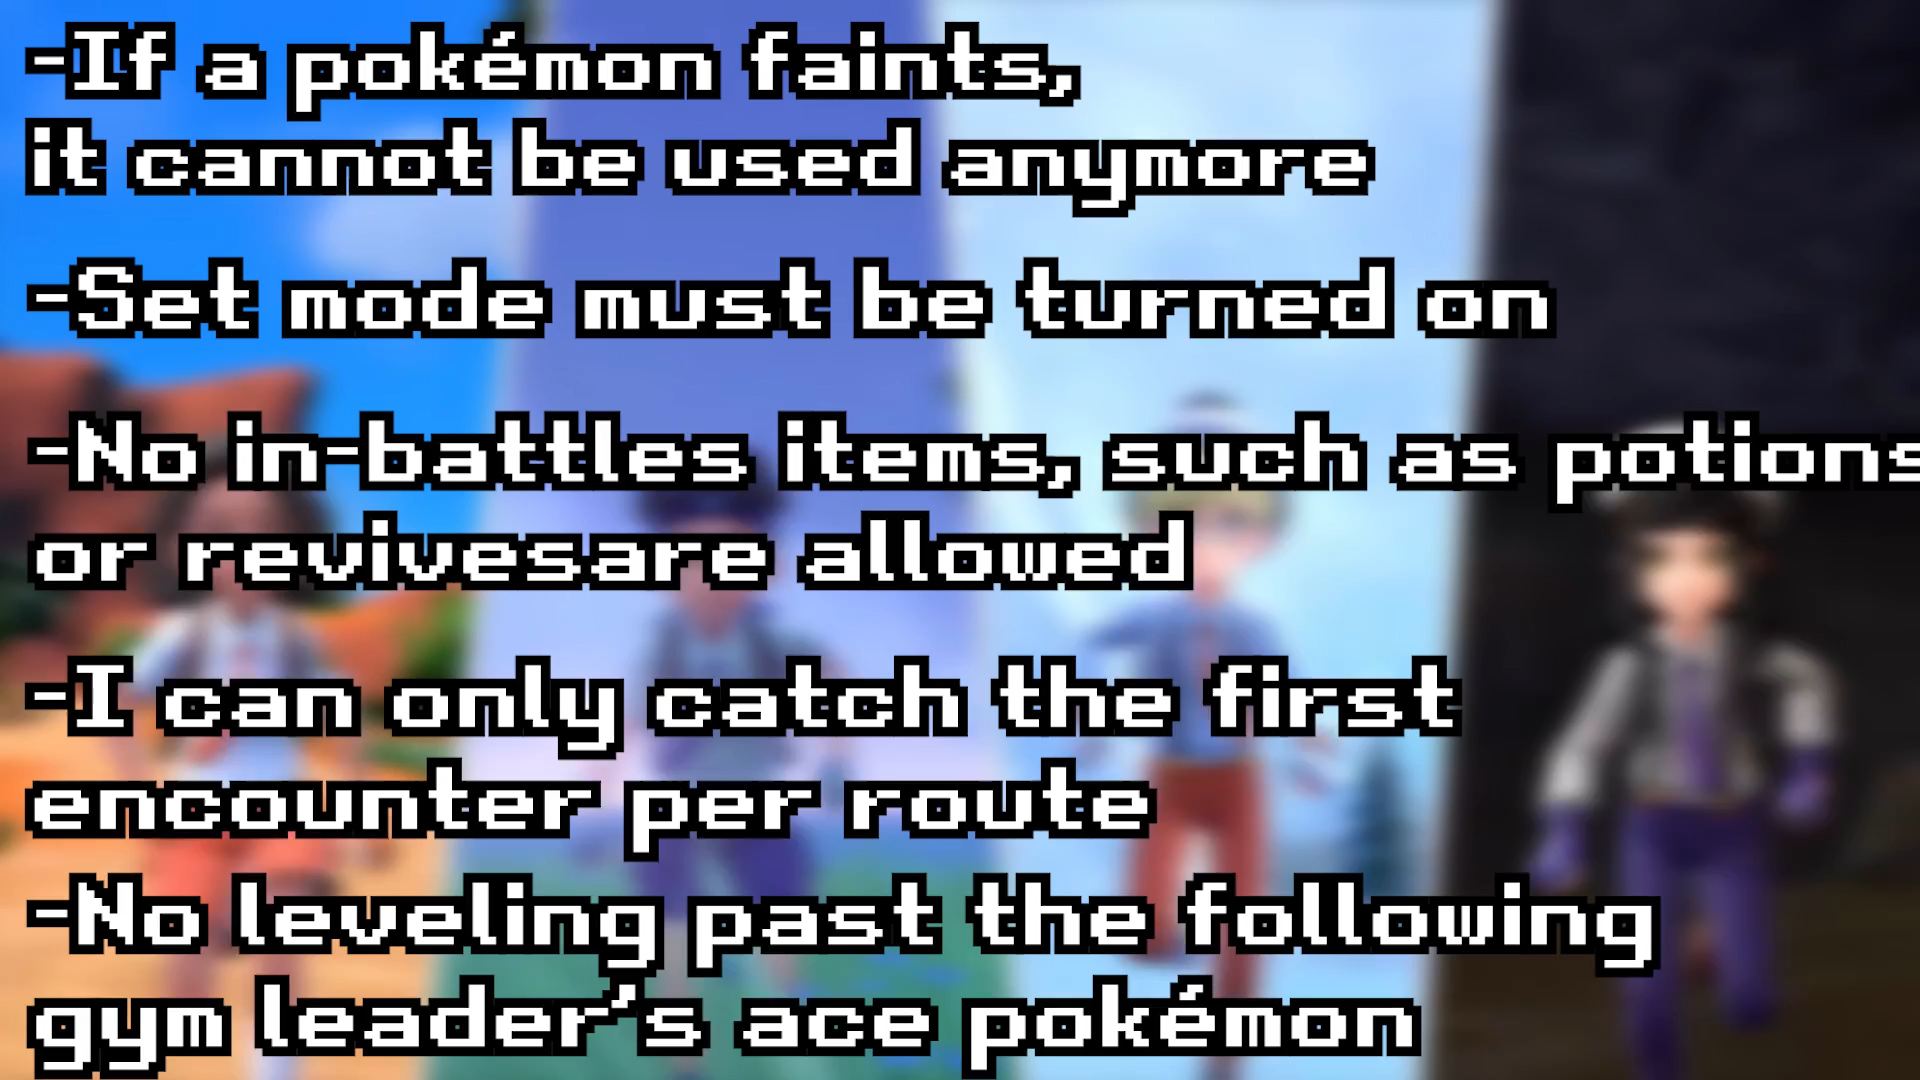 -If a pokémon faints,
it cannot be used anymore
-Set mode must be turned on
-No in-battles items, such as potions
or revivesare allowed
-I can only catch the first
encounter per route
-No leveling past the following
gym leader's ace pokémon